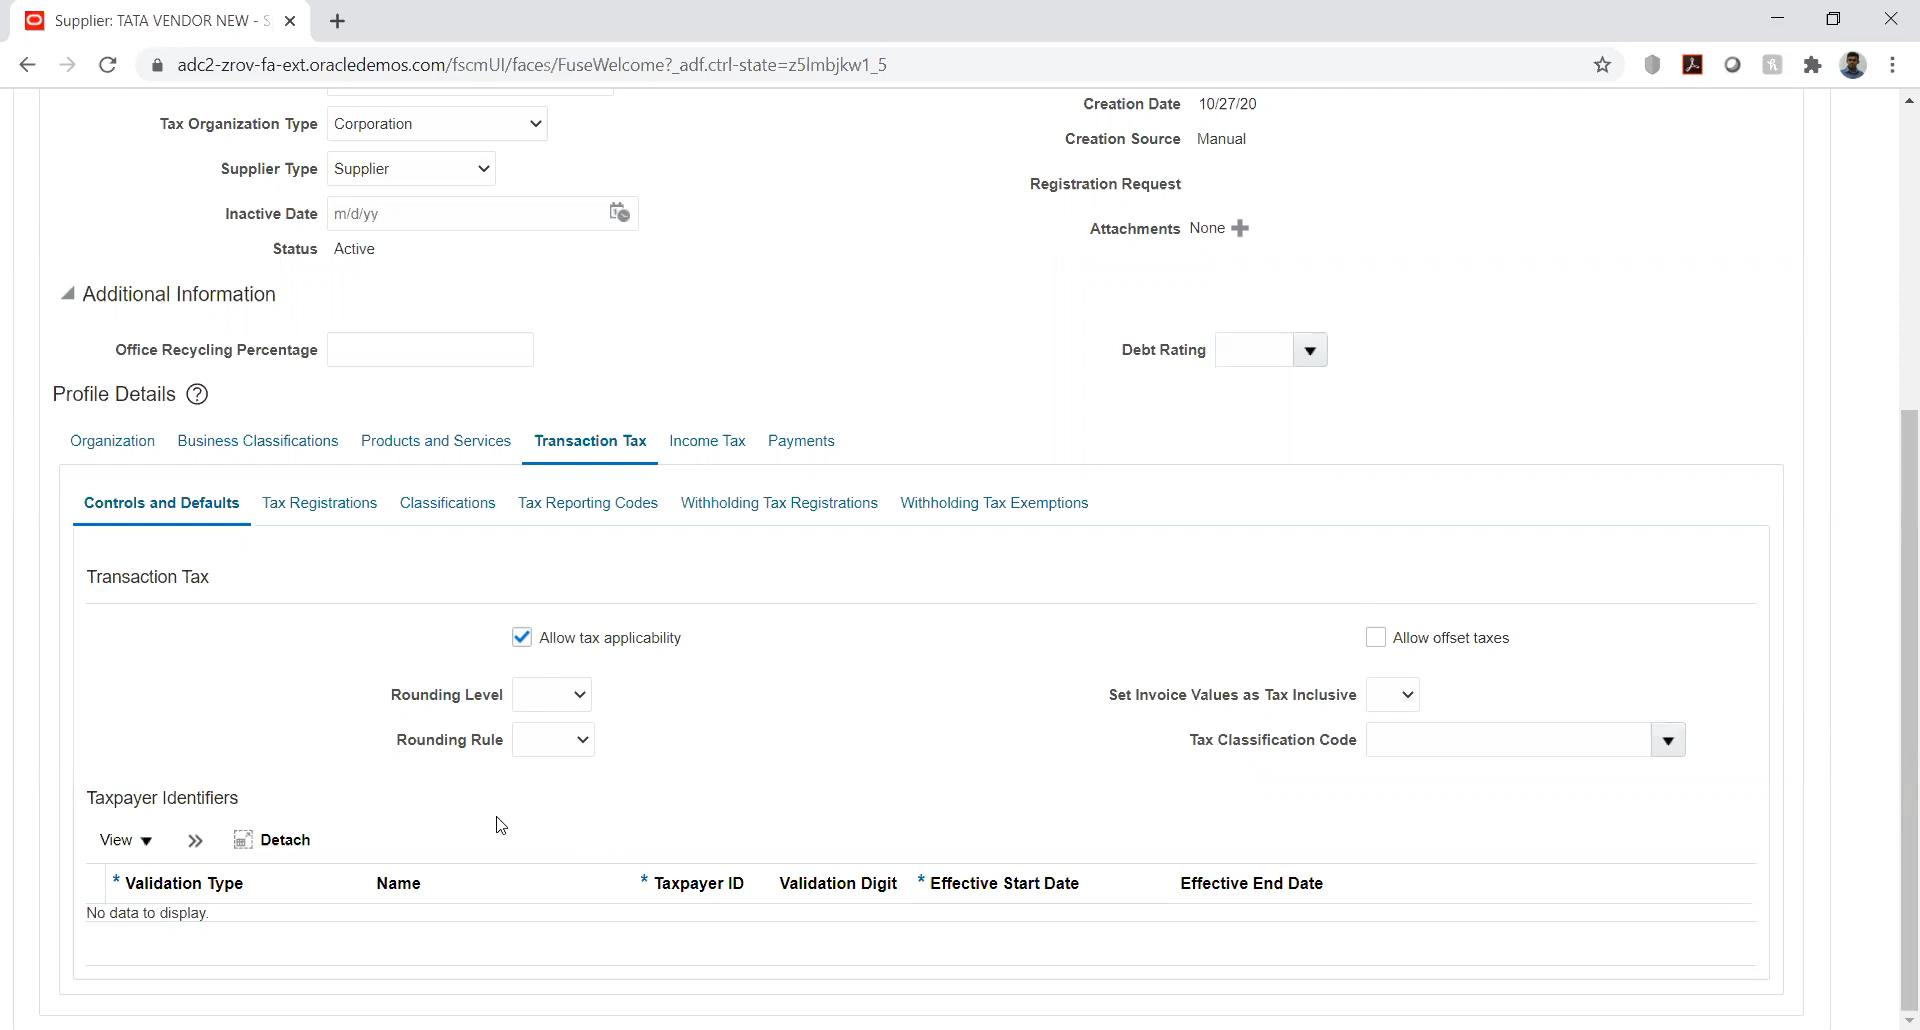 Supplier: TATA VENDOR NEW - S
adc2-zrov-fa-ext.oracledemos.com/fscmUI/faces/FuseWelcome?_adf.ctrl-state=z5lmbjkw1_5
Creation Date 10/27/20
Tax Organization Type Corporation
Creation Source Manual
Supplier Type Supplier
Registration Request
Inactive Date m/d/yy
Attachments None
Status Active
Additional Information
Office Recycling Percentage
Debt Rating
Profile Details ?
Organization Business Classifications Products and Services Transaction Tax Income Tax Payments
Controls and Defaults Tax Registrations Classifications Tax Reporting Codes Withholding Tax Registrations Withholding Tax Exemptions
Transaction Tax
Allow tax applicability
Allow offset taxes
Rounding Level
Set Invoice Values as Tax Inclusive
Rounding Rule
Tax Classification Code
Taxpayer Identifiers
View Detach
* Validation Type Name * Taxpayer ID Validation Digit * Effective Start Date Effective End Date
No data to display.